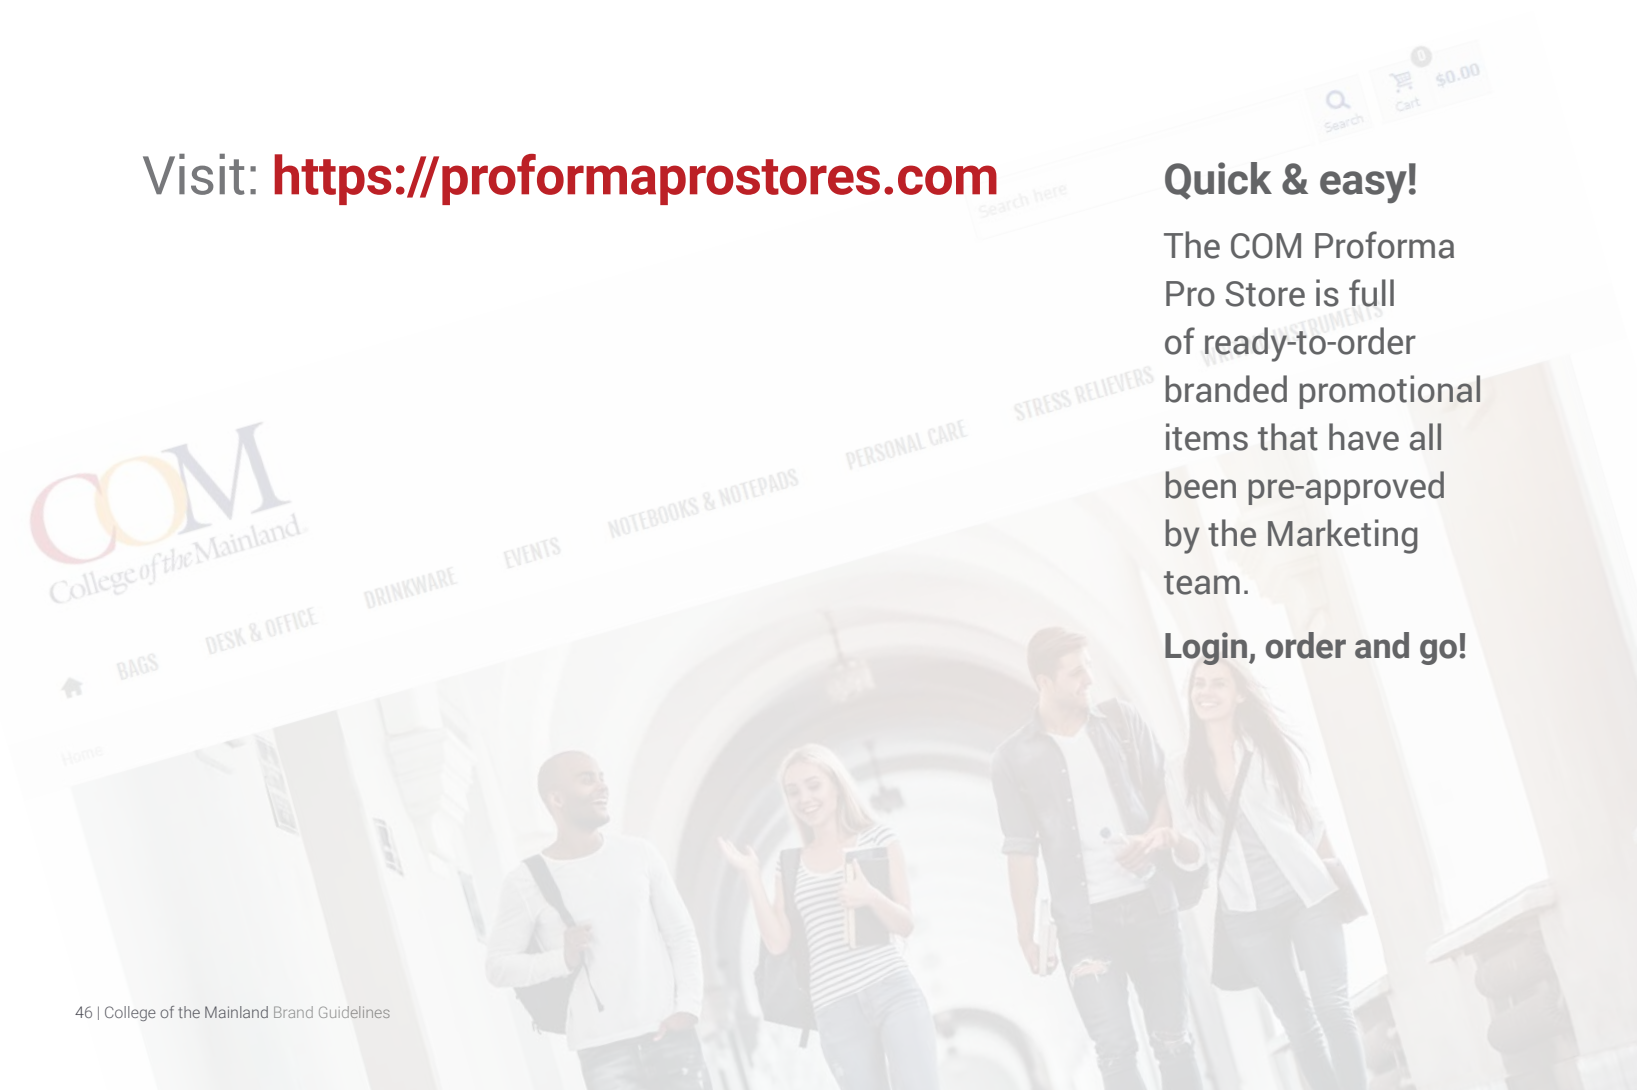 0
$0.00
Search
Cart
Visit: https://proformaprostores.com
Search here
Quick & easy!
The COM Proforma
Pro Store is full
of ready-to-order
branded promotional
items that have all
been pre-approved
by the Marketing
team.
Login, order and go!
COM
College of the Mainland
BAGS
DESK & OFFICE
DRINKWARE
EVENTS
NOTEBOOKS & NOTEPADS
PERSONAL CARE
STRESS RELIEVERS
WRITING INSTRUMENTS
Home
46 | College of the Mainland Brand Guidelines